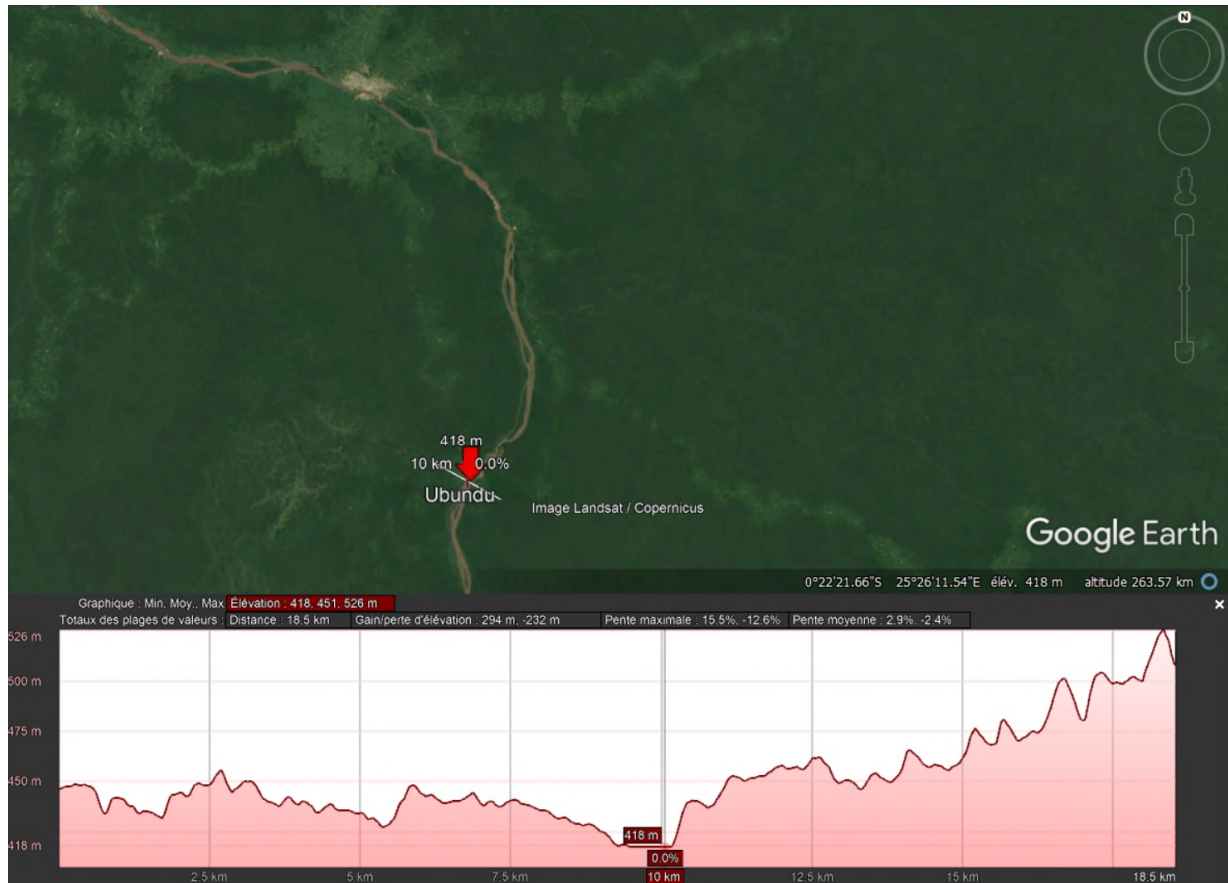 N
418 m
10 km 0.0%
Ubundu
Image Landsat / Copernicus
Google Earth
0°22'21.66"S 25°26'11.54"E élév. 418 m altitude 263.57 km
Graphique : Min. Moy.. Max. Élévation : 418, 451, 526 m
Totaux des plages de valeurs : Distance : 18.5 km Gain/perte d'élévation : 294 m, -232 m Pente maximale : 15.5%, -12.6% Pente moyenne : 2.9%, -2.4%
526 m
500 m
475 m
450 m
418 m
418 m
0.0%
2.5 km 5 km 7.5 km 10 km 12.5 km 15 km 18.5 km